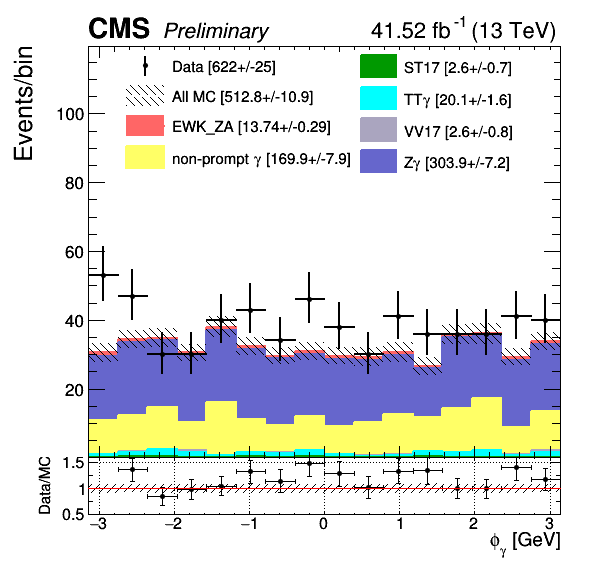 CMS Preliminary 41.52 fb⁻¹ (13 TeV)
Events/bin
Data [622+/-25]
All MC [512.8+/-10.9]
EWK_ZA [13.74+/-0.29]
non-prompt γ [169.9+/-7.9]
ST17 [2.6+/-0.7]
TTγ [20.1+/-1.6]
VV17 [2.6+/-0.8]
Zγ [303.9+/-7.2]
100
80
60
40
20
Data/MC
1.5
1
0.5
−3 −2 −1 0 1 2 3
ϕγ [GeV]